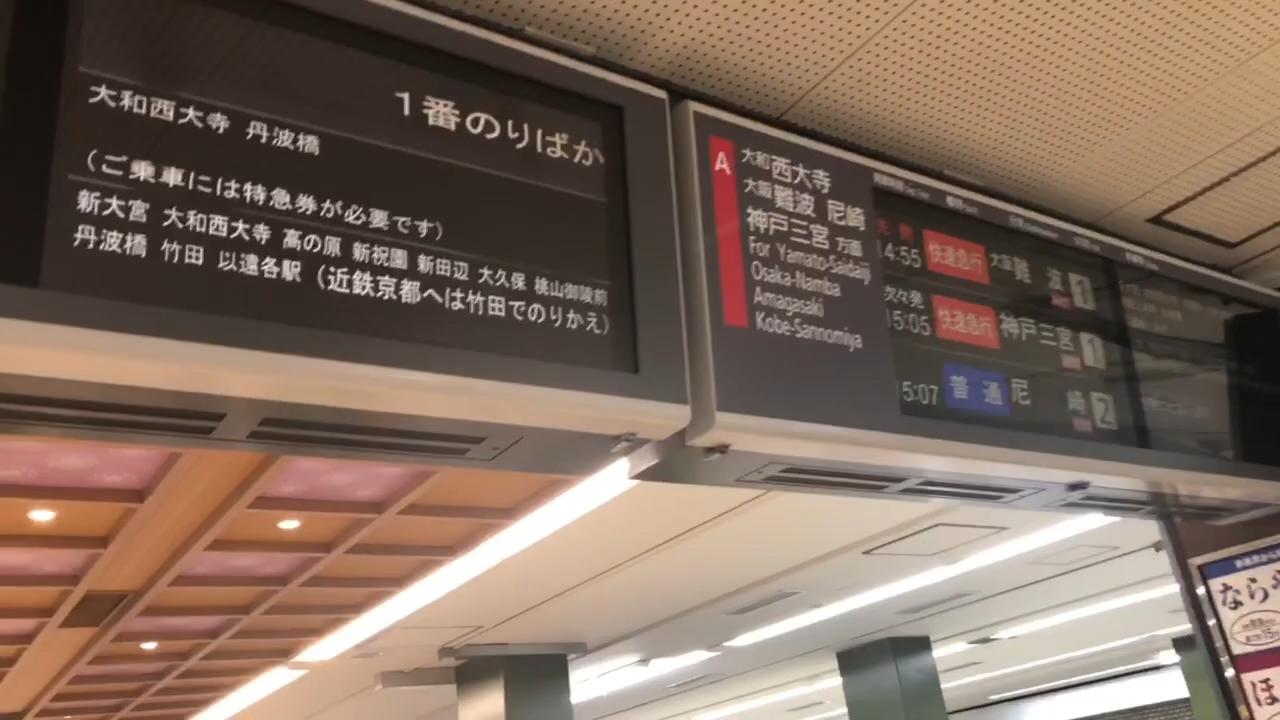 1番のりばか
大和西大寺 丹波橋
（ご乗車には特急券が必要です）
新大宮 大和西大寺 高の原 新祝園 新田辺 大久保 桃山御陵前
丹波橋 竹田 以遠各駅（近鉄京都へは竹田でのりかえ）
A
大和西大寺
大阪難波 尼崎
神戸三宮 方面
For Yamato-Saidaiji
Osaka-Namba
Amagasaki
Kobe-Sannomiya
先発
14:55 快速急行 大阪難波 1
次々発
15:05 快速急行 神戸三宮 1
15:07 普通 尼崎 2
なら
ほ